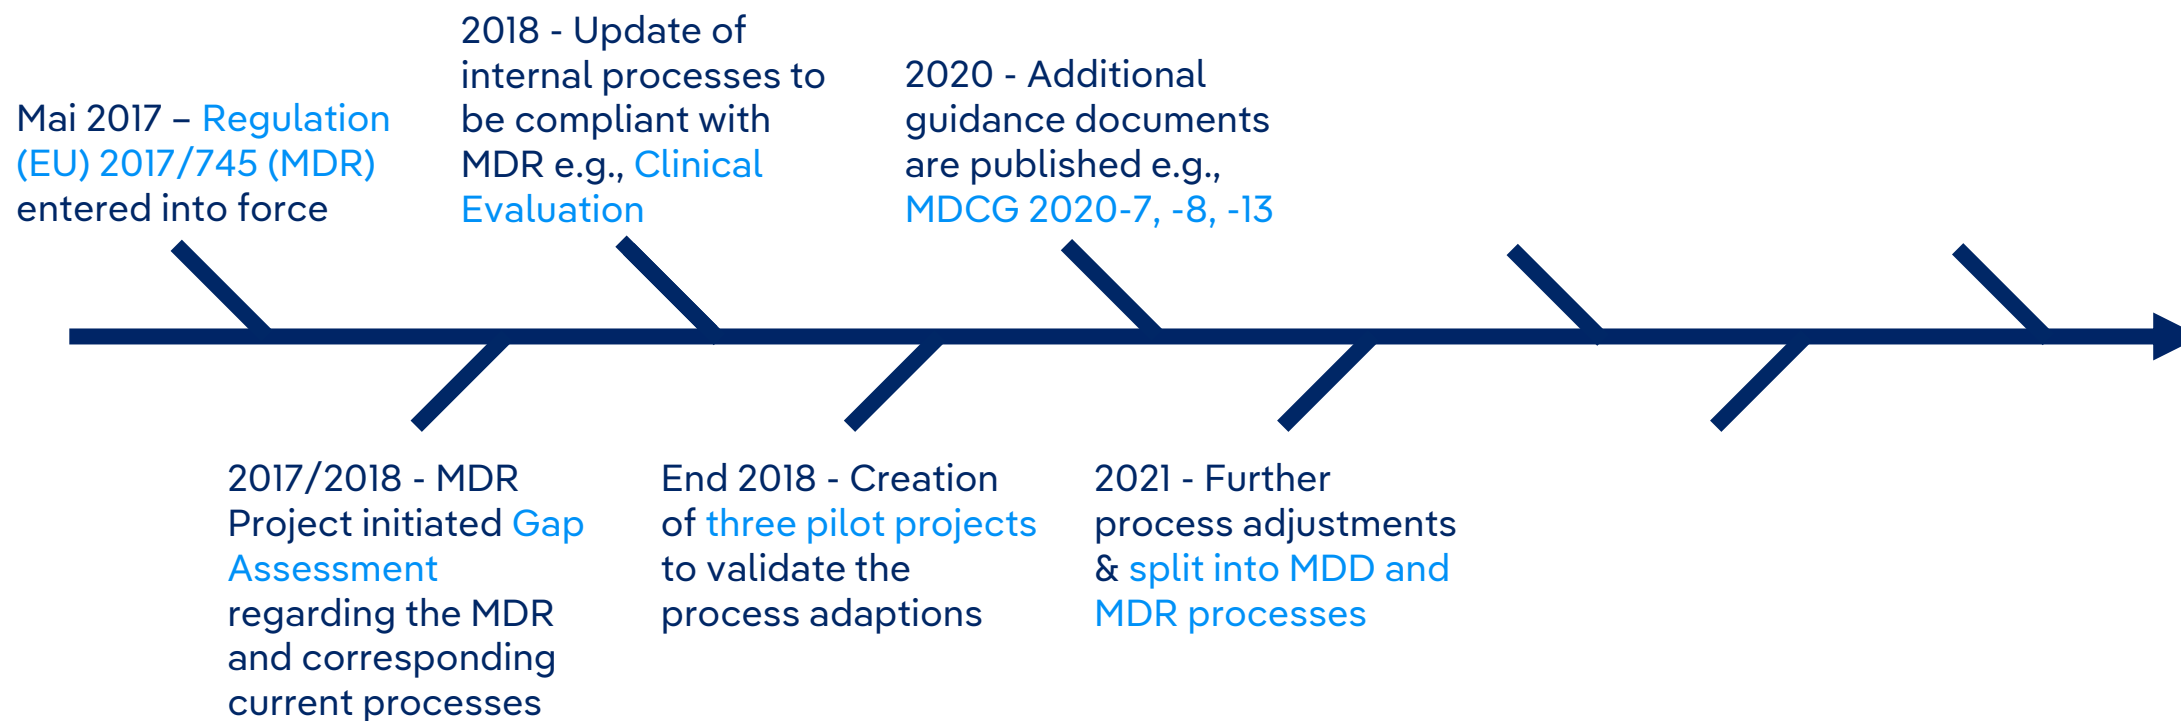 Mai 2017 – Regulation
(EU) 2017/745 (MDR)
entered into force
2017/2018 - MDR
Project initiated Gap
Assessment
regarding the MDR
and corresponding
current processes
2018 - Update of
internal processes to
be compliant with
MDR e.g., Clinical
Evaluation
End 2018 - Creation
of three pilot projects
to validate the
process adaptions
2020 - Additional
guidance documents
are published e.g.,
MDCG 2020-7, -8, -13
2021 - Further
process adjustments
& split into MDD and
MDR processes